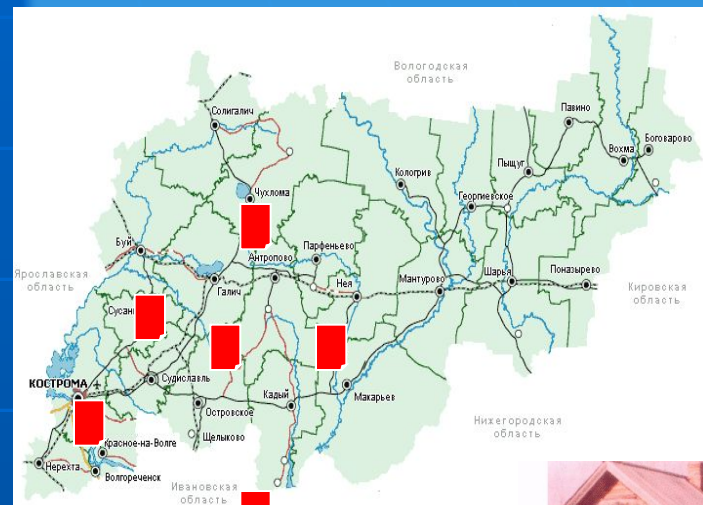 Вологодская
область
Солигалич
Павино
Боговарово
Вохма
Пыщуг
Кологрив
Чухлома
Георгиевское
Буй
Парфеньево
Антропово
Ярославская
область
Галич
Нея
Мантурово
Шарья
Поназырево
Кировская
область
Сусан
КОСТРОМА
Судиславль
Макарьев
Островское
Кадый
Нижегородская
область
Щелыково
Красное-на-Волге
Нерехта
Волгореченск
Ивановская
область